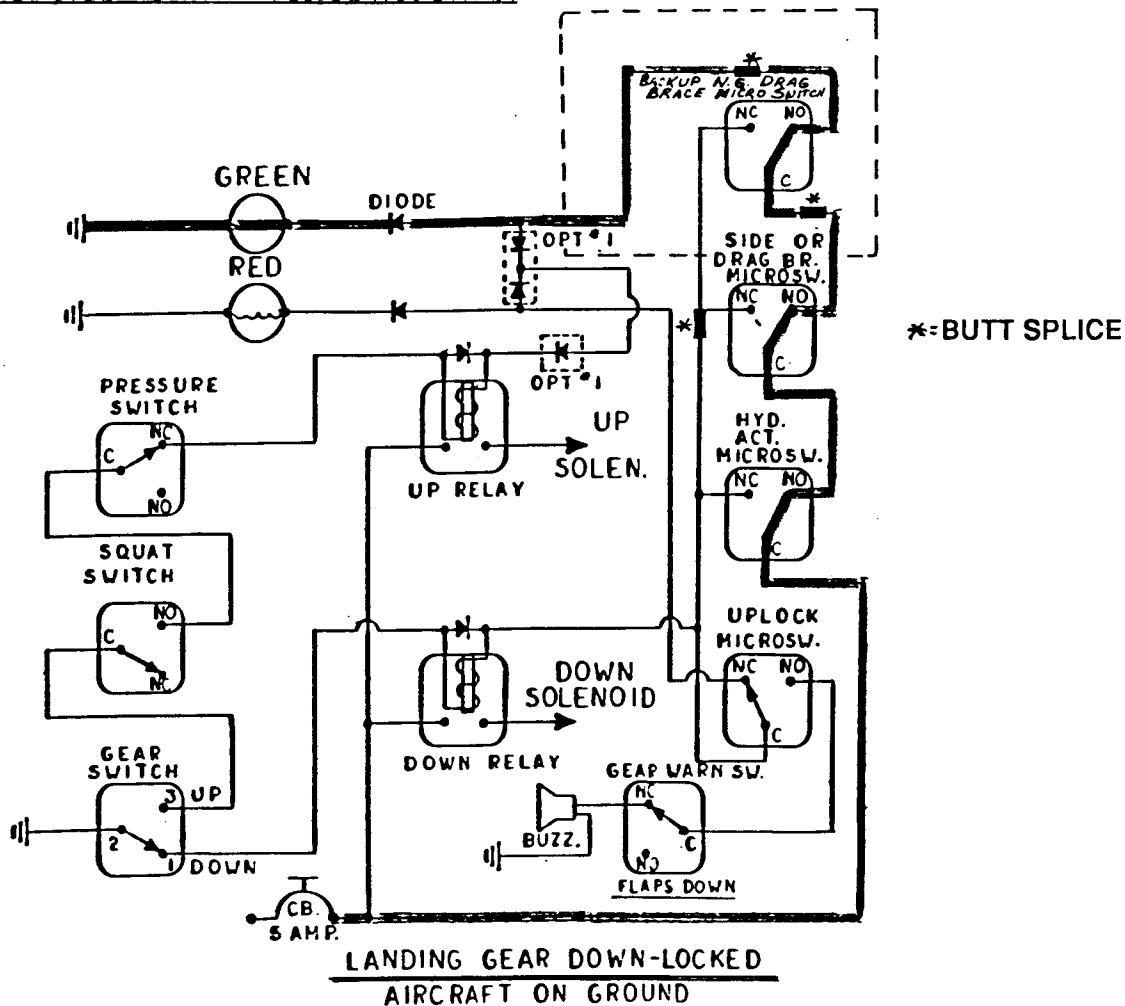 BACKUP N.G. DRAG
BRACE MICRO SWITCH
NC NO
C
GREEN
DIODE
OPT #1
SIDE OR
DRAG BR.
MICROSW.
NC NO
C
RED
*=BUTT SPLICE
OPT #1
PRESSURE
SWITCH
NC
C
NO
UP
SOLEN.
UP RELAY
HYD.
ACT.
MICROSW.
NC NO
C
SQUAT
SWITCH
NO
C
NC
UPLOCK
MICROSW.
NC NO
C
DOWN
SOLENOID
DOWN RELAY
GEAR
SWITCH
3 UP
2
1 DOWN
GEAR WARN SW.
NC
C
NO
BUZZ.
FLAPS DOWN
CB.
5 AMP.
LANDING GEAR DOWN-LOCKED
AIRCRAFT ON GROUND